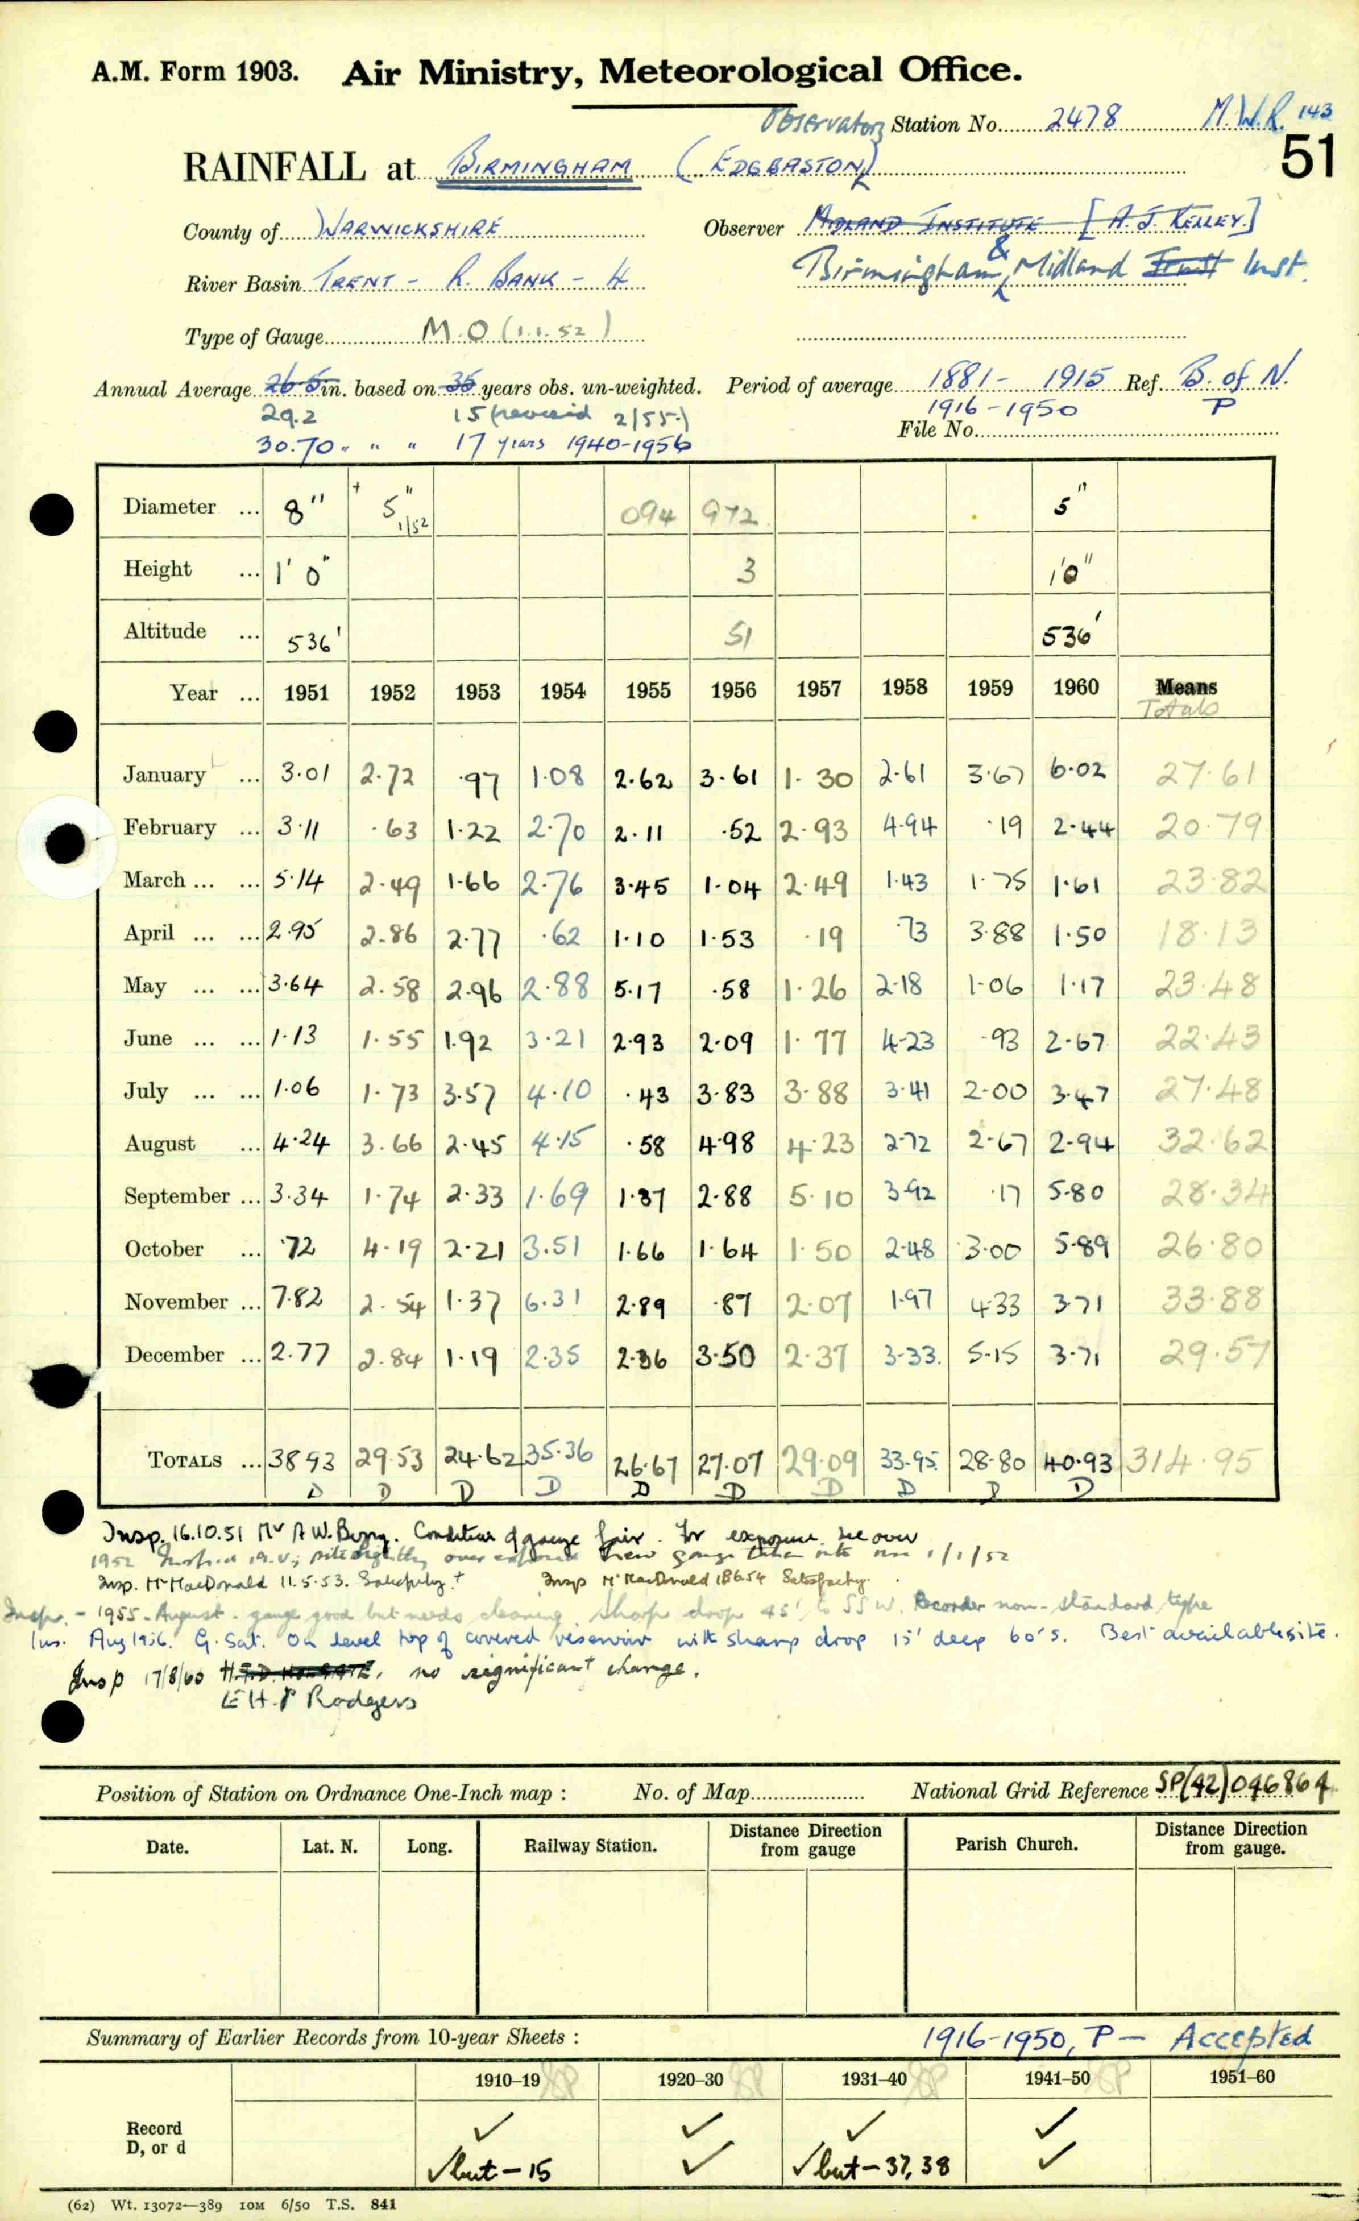 A.M. Form 1903. Air Ministry, Meteorological Office.
Observatory Station No. 2478 M.W.R. 143
51
RAINFALL at BIRMINGHAM (EDGBASTON)
County of WARWICKSHIRE Observer MIDLAND INSTITUTE [A.J. KELLEY.]
River Basin TRENT - R. BANK - 4 Birmingham & Midland Inst.
Type of Gauge M.O (1.1.52)
Annual Average 26.5 in. based on 35 years obs. un-weighted. Period of average 1881 - 1915 Ref. B. of N.
29.2 15 (revised 2/55) 1916-1950 P
File No.
30.70 " " " 17 years 1940-1956
Diameter ... 8" + 5" 1/52 094 972 5"
Height ... 1' 0" 3 1'0"
Altitude ... 536' 51 536'
Year ... 1951 1952 1953 1954 1955 1956 1957 1958 1959 1960 Means
Totals
January ... 3.01 2.72 .97 1.08 2.62 3.61 1.30 2.61 3.67 6.02 27.61
February ... 3.11 .63 1.22 2.70 2.11 .52 2.93 4.94 .19 2.44 20.79
March ... ... 5.14 2.49 1.66 2.76 3.45 1.04 2.49 1.43 1.75 1.61 23.82
April ... ... 2.95 2.86 2.77 .62 1.10 1.53 .19 .73 3.88 1.50 18.13
May ... ... 3.64 2.58 2.96 2.88 5.17 .58 1.26 2.18 1.06 1.17 23.48
June ... ... 1.13 1.55 1.92 3.21 2.93 2.09 1.77 4.23 .93 2.67 22.43
July ... ... 1.06 1.73 3.57 4.10 .43 3.83 3.88 3.41 2.00 3.47 27.48
August ... 4.24 3.66 2.45 4.15 .58 4.98 4.23 2.72 2.67 2.94 32.62
September ... 3.34 1.74 2.33 1.69 1.37 2.88 5.10 3.92 .17 5.80 28.34
October ... .72 4.19 2.21 3.51 1.66 1.64 1.50 2.48 3.00 5.89 26.80
November ... 7.82 2.54 1.37 6.31 2.89 .87 2.07 1.97 4.33 3.71 33.88
December ... 2.77 2.84 1.19 2.35 2.36 3.50 2.37 3.33 5.15 3.71 29.57
TOTALS ... 38.93 29.53 24.62 35.36 26.67 27.07 29.09 33.95 28.80 40.93 314.95
D D D D D D D D D D
Insp. 16.10.51 Mr A W. Berry. Condition of gauge fair. For exposure see over
1952 site slightly over exposed New gauge taken into use 1/1/52
Insp. Mr MacDonald 11.5.53. Satisfactory. + Insp Mr MacDonald 18654 Satisfactory.
Insp. - 1955 - August - gauge good but needs cleaning. Sharp drop 45' to SSW. Recorder non-standard type
Ins. Aug 1956. G. Sat. On level top of covered reservoir with sharp drop 15' deep 60's. Best available site.
Insp 17/8/60 no significant change.
E H. P Rodgers
Position of Station on Ordnance One-Inch map : No. of Map National Grid Reference SP(42)046864
Date. Lat. N. Long. Railway Station. Distance Direction from gauge Parish Church. Distance Direction from gauge.
Summary of Earlier Records from 10-year Sheets : 1916-1950, P - Accepted
1910–19 1920–30 1931–40 1941–50 1951–60
Record ✓ ✓ ✓ ✓
D, or d ✓but - 15 ✓ ✓but - 37, 38 ✓
(62) Wt. 13072—389 10M 6/50 T.S. 841